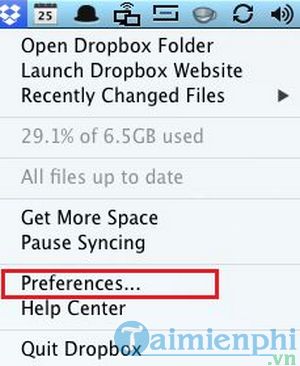 25
Open Dropbox Folder
Launch Dropbox Website
Recently Changed Files
29.1% of 6.5GB used
All files up to date
Get More Space
Pause Syncing
Preferences...
Help Center
Taimienphi
.vn
Quit Dropbox